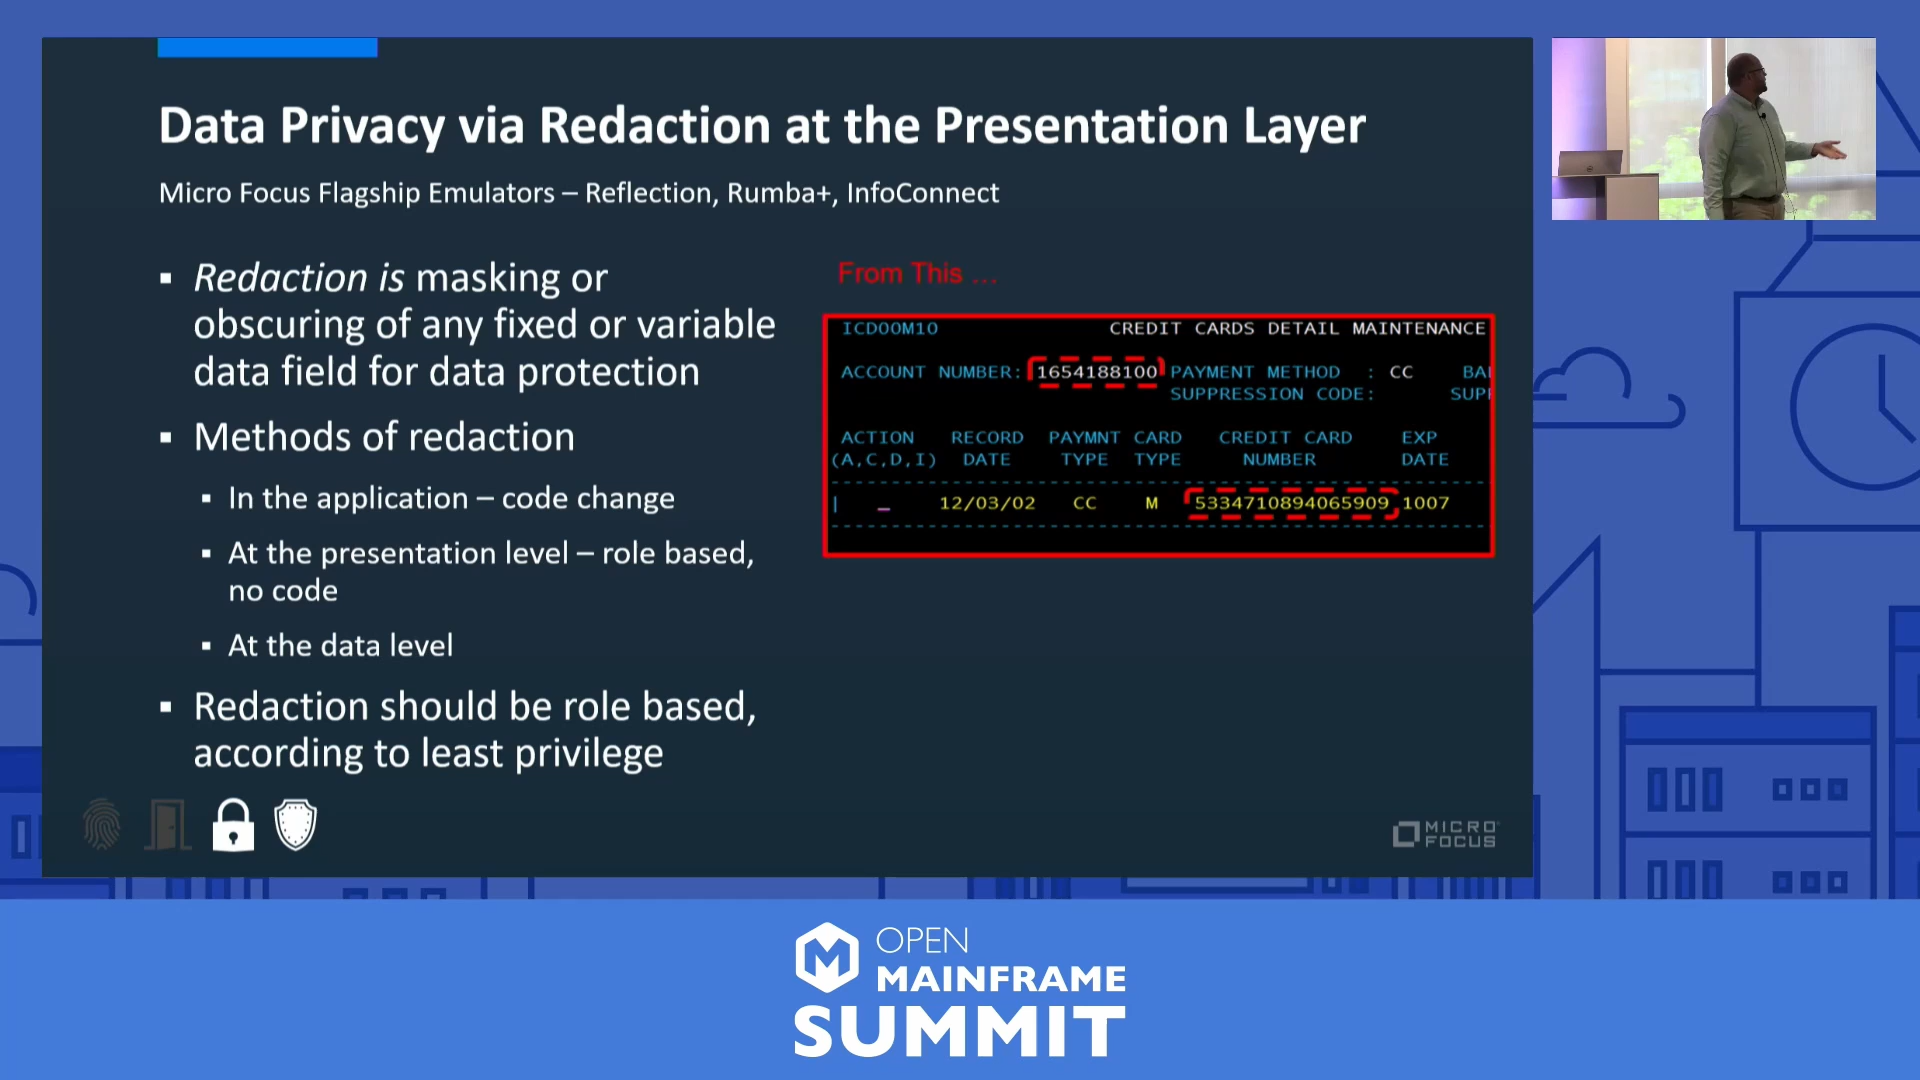 Data Privacy via Redaction at the Presentation Layer
Micro Focus Flagship Emulators – Reflection, Rumba+, InfoConnect
▪ Redaction is masking or
obscuring of any fixed or variable
data field for data protection
▪ Methods of redaction
▪ In the application – code change
▪ At the presentation level – role based,
no code
▪ At the data level
▪ Redaction should be role based,
according to least privilege
From This ...
ICD00M10 CREDIT CARDS DETAIL MAINTENANCE
ACCOUNT NUMBER: 1654188100 PAYMENT METHOD : CC BA
SUPPRESSION CODE: SUP
ACTION RECORD PAYMNT CARD CREDIT CARD EXP
(A,C,D,I) DATE TYPE TYPE NUMBER DATE
12/03/02 CC M 5334710894065909 1007
MICRO
FOCUS
OPEN
MAINFRAME
SUMMIT